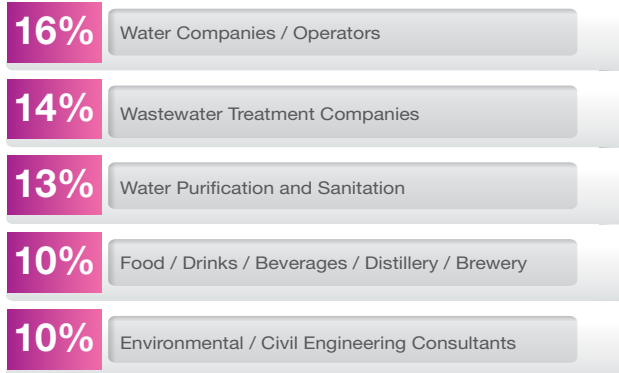 16% Water Companies / Operators
14% Wastewater Treatment Companies
13% Water Purification and Sanitation
10% Food / Drinks / Beverages / Distillery / Brewery
10% Environmental / Civil Engineering Consultants